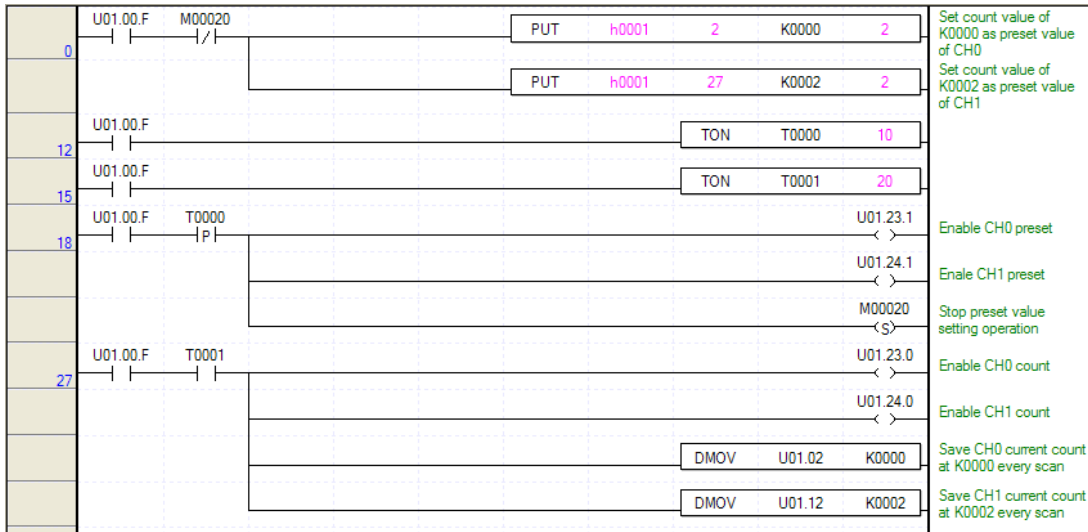 U01.00.F M00020
PUT h0001 2 K0000 2
Set count value of
K0000 as preset value
of CH0
0
PUT h0001 27 K0002 2
Set count value of
K0002 as preset value
of CH1
U01.00.F
TON T0000 10
12
U01.00.F
TON T0001 20
15
U01.00.F T0000 U01.23.1
P
Enable CH0 preset
18
U01.24.1
Enale CH1 preset
M00020
S
Stop preset value
setting operation
U01.00.F T0001 U01.23.0
Enable CH0 count
27
U01.24.0
Enable CH1 count
DMOV U01.02 K0000
Save CH0 current count
at K0000 every scan
DMOV U01.12 K0002
Save CH1 current count
at K0002 every scan